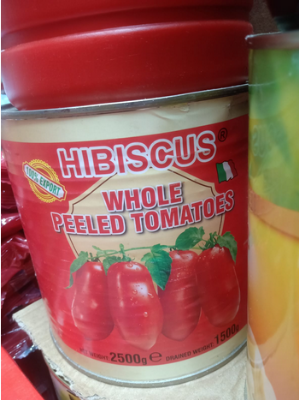 HIBISCUS®
100% EXPORT
WHOLE
PEELED TOMATOES
2500g e DRAINED WEIGHT: 1500g